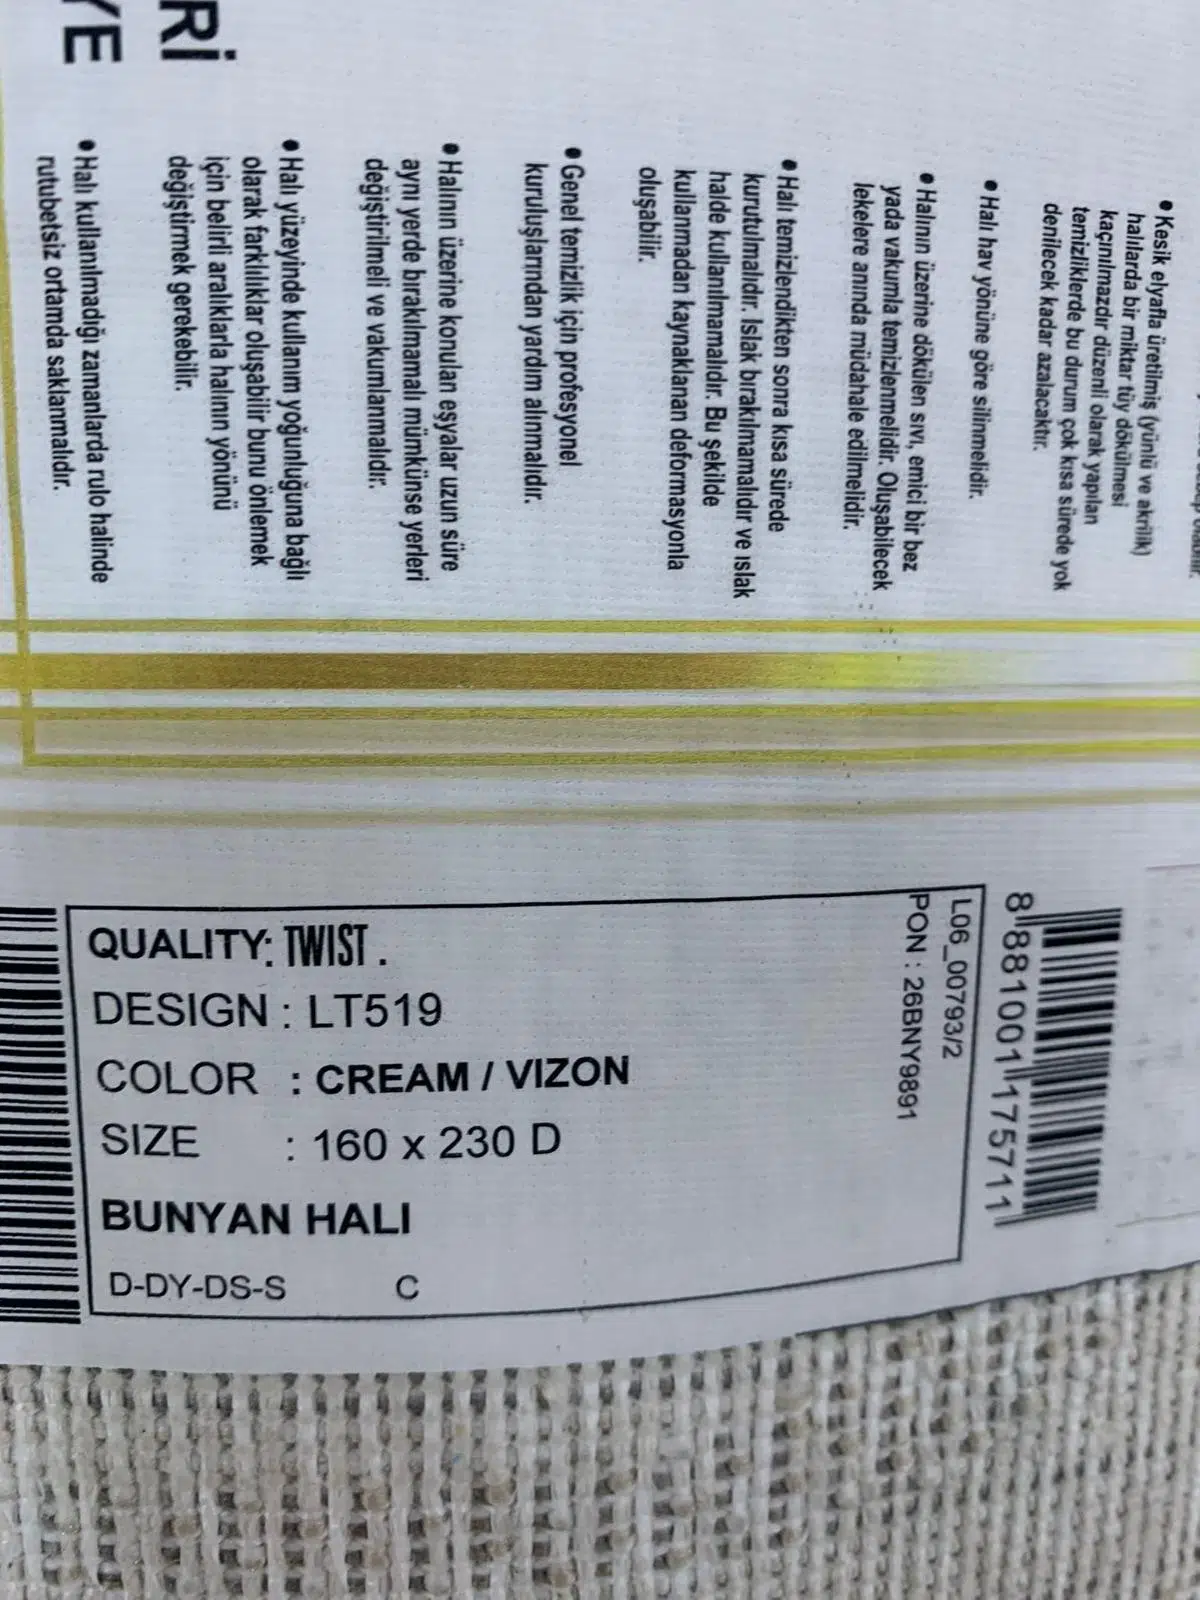 Rİ
YE
• Kesik elyafla üretilmiş (yünlü ve akrilik)
halılarda bir miktar tüy dökülmesi
kaçınılmazdır düzenli olarak yapılan
temizliklerde bu durum çok kısa sürede yok
denilecek kadar azalacaktır.
• Halı hav yönüne göre silinmelidir.
• Halının üzerine dökülen sıvı, emici bir bez
yada vakumla temizlenmelidir. Oluşabilecek
lekelere anında müdahale edilmelidir.
• Halı temizlendikten sonra kısa sürede
kurutulmalıdır. Islak bırakılmamalıdır ve ıslak
halde kullanılmamalıdır. Bu şekilde
kullanmadan kaynaklanan deformasyonla
oluşabilir.
• Genel temizlik için profesyonel
kuruluşlarından yardım alınmalıdır.
• Halının üzerine konulan eşyalar uzun süre
aynı yerde bırakılmamalı mümkünse yerleri
değiştirilmeli ve vakumlanmalıdır.
• Halı yüzeyinde kullanım yoğunluğuna bağlı
olarak farklılıklar oluşabilir bunu önlemek
için belirli aralıklarla halının yönünü
değiştirmek gerekebilir.
• Halı kullanılmadığı zamanlarda rulo halinde
rutubetsiz ortamda saklanmalıdır.
QUALITY: TWIST .
DESIGN : LT519
COLOR : CREAM / VIZON
SIZE : 160 x 230 D
BUNYAN HALI
D-DY-DS-S C
L06_00793/2
PON : 26BNY9891
8 881001 175711